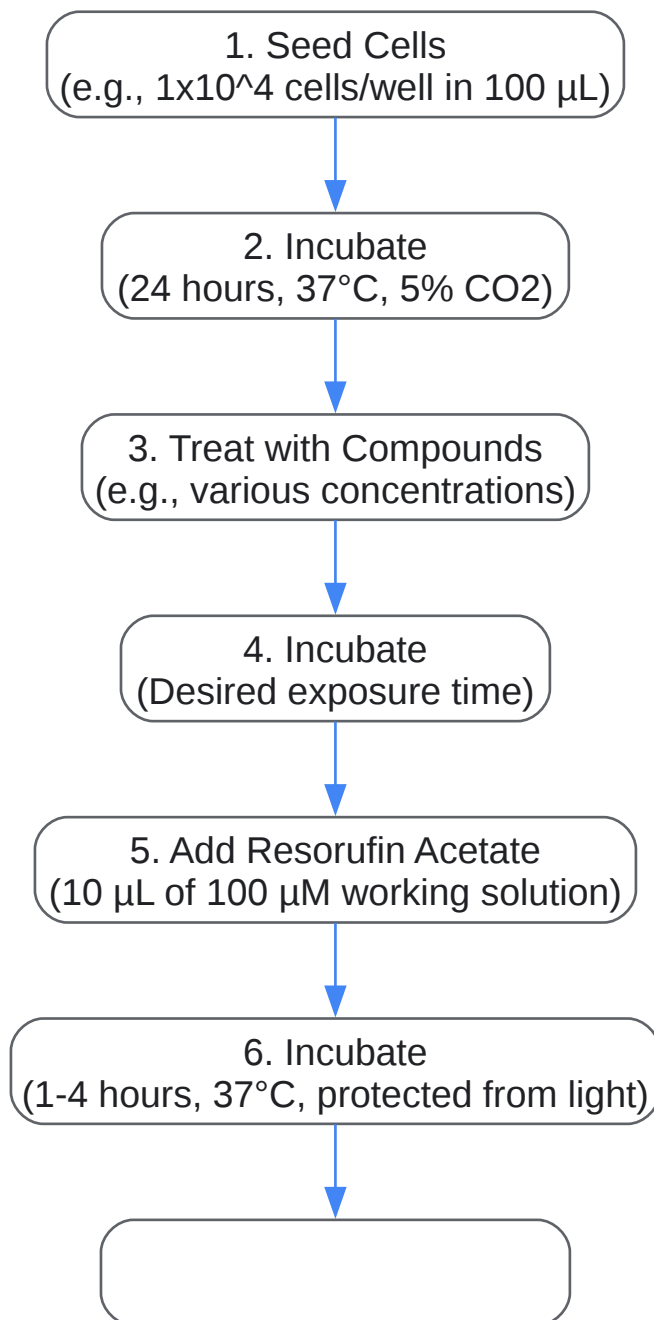 1. Seed Cells
(e.g., 1x10^4 cells/well in 100 µL)
2. Incubate
(24 hours, 37°C, 5% CO2)
3. Treat with Compounds
(e.g., various concentrations)
4. Incubate
(Desired exposure time)
5. Add Resorufin Acetate
(10 µL of 100 µM working solution)
6. Incubate
(1-4 hours, 37°C, protected from light)